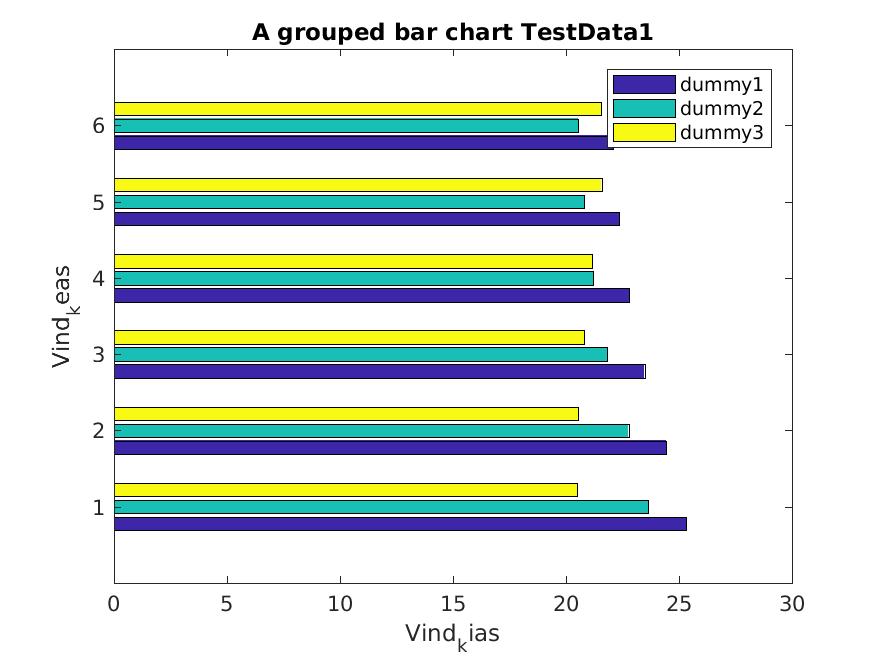 A grouped bar chart TestData1
dummy1
dummy2
dummy3
6
5
4
3
2
1
Vind_keas
0 5 10 15 20 25 30
Vind_kias